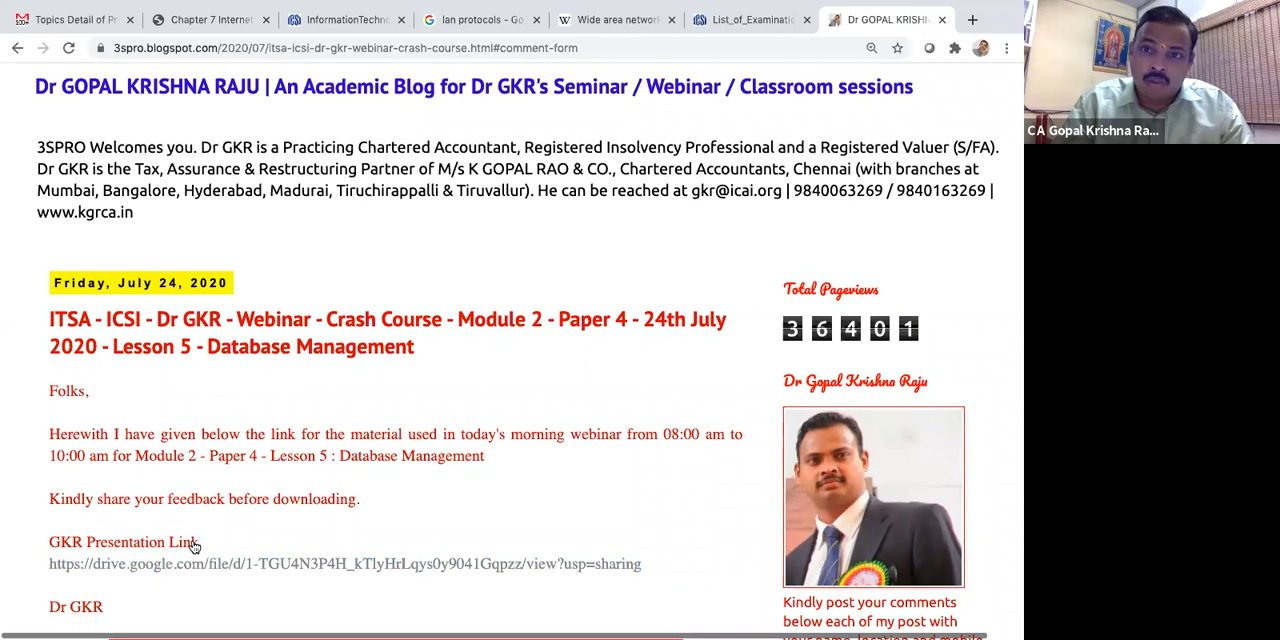 Topics Detail of Pr
Chapter 7 Internet
InformationTechno
lan protocols - Go
Wide area networ
List_of_Examinati
Dr GOPAL KRISHN
3spro.blogspot.com/2020/07/itsa-icsi-dr-gkr-webinar-crash-course.html#comment-form
CA Gopal Krishna Ra...
Dr GOPAL KRISHNA RAJU | An Academic Blog for Dr GKR's Seminar / Webinar / Classroom sessions
3SPRO Welcomes you. Dr GKR is a Practicing Chartered Accountant, Registered Insolvency Professional and a Registered Valuer (S/FA).
Dr GKR is the Tax, Assurance & Restructuring Partner of M/s K GOPAL RAO & CO., Chartered Accountants, Chennai (with branches at
Mumbai, Bangalore, Hyderabad, Madurai, Tiruchirappalli & Tiruvallur). He can be reached at gkr@icai.org | 9840063269 / 9840163269 |
www.kgrca.in
Friday, July 24, 2020
ITSA - ICSI - Dr GKR - Webinar - Crash Course - Module 2 - Paper 4 - 24th July
2020 - Lesson 5 - Database Management
Folks,
Herewith I have given below the link for the material used in today's morning webinar from 08:00 am to
10:00 am for Module 2 - Paper 4 - Lesson 5 : Database Management
Kindly share your feedback before downloading.
GKR Presentation Link
https://drive.google.com/file/d/1-TGU4N3P4H_kTlyHrLqys0y9041Gqpzz/view?usp=sharing
Dr GKR
Total Pageviews
36401
Dr Gopal Krishna Raju
Kindly post your comments
below each of my post with